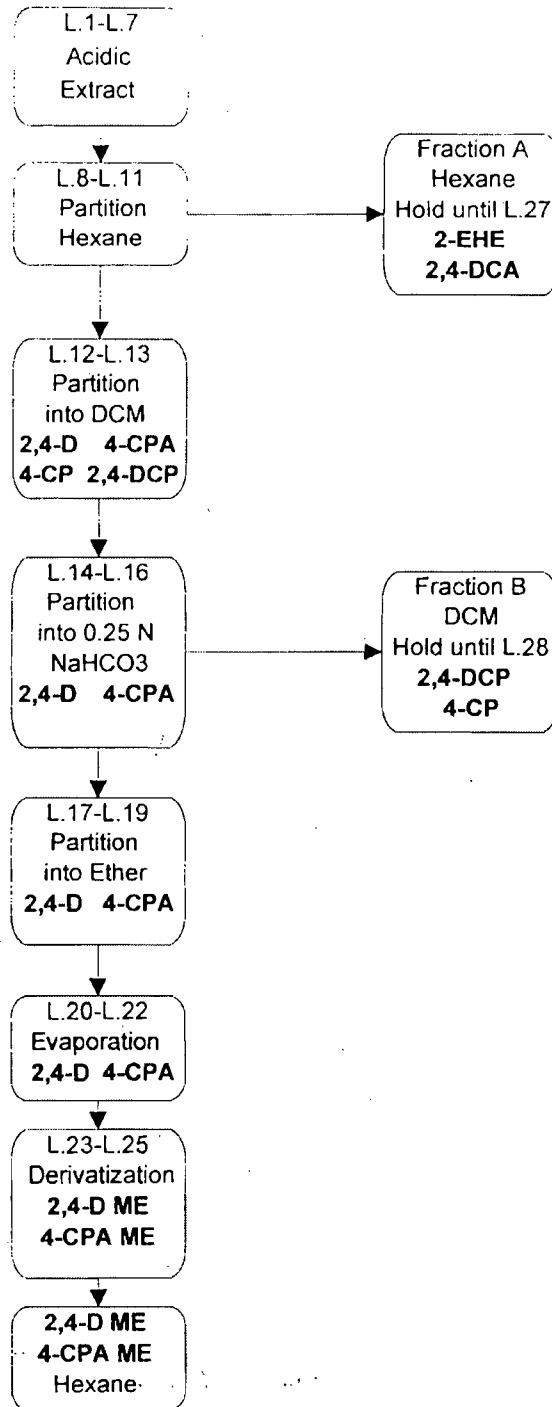 L.1-L.7
Acidic
Extract
L.8-L.11
Partition
Hexane
Fraction A
Hexane
Hold until L.27
2-EHE
2,4-DCA
L.12-L.13
Partition
into DCM
2,4-D 4-CPA
4-CP 2,4-DCP
L.14-L.16
Partition
into 0.25 N
NaHCO3
2,4-D 4-CPA
Fraction B
DCM
Hold until L.28
2,4-DCP
4-CP
L.17-L.19
Partition
into Ether
2,4-D 4-CPA
L.20-L.22
Evaporation
2,4-D 4-CPA
L.23-L.25
Derivatization
2,4-D ME
4-CPA ME
2,4-D ME
4-CPA ME
Hexane